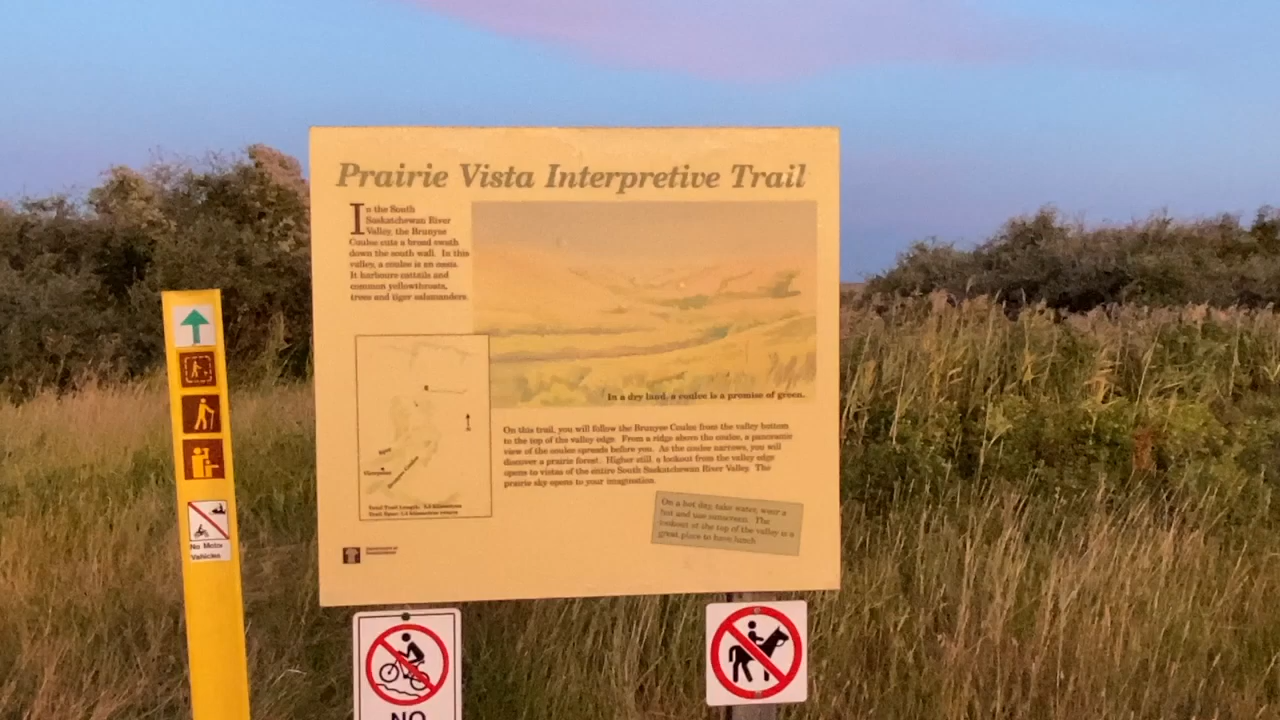 Prairie Vista Interpretive Trail
In the South
Saskatchewan River
Valley, the Brunyee
Coulee cuts a broad swath
down the south wall. In this
valley, a coulee is an oasis.
It harbours cattails and
common yellowthroats,
trees and tiger salamanders.
In a dry land, a coulee is a promise of green.
On this trail, you will follow the Brunyee Coulee from the valley bottom
to the top of the valley edge. From a ridge above the coulee, a panoramic
view of the coulee spreads before you. As the coulee narrows, you will
discover a prairie forest. Higher still, a lookout from the valley edge
opens to vistas of the entire South Saskatchewan River Valley. The
prairie sky opens to your imagination.
On a hot day, take water, wear a
hat and use sunscreen. The
lookout at the top of the valley is a
great place to have lunch.
Total Trail Length:
No Motor
Vehicles
NO